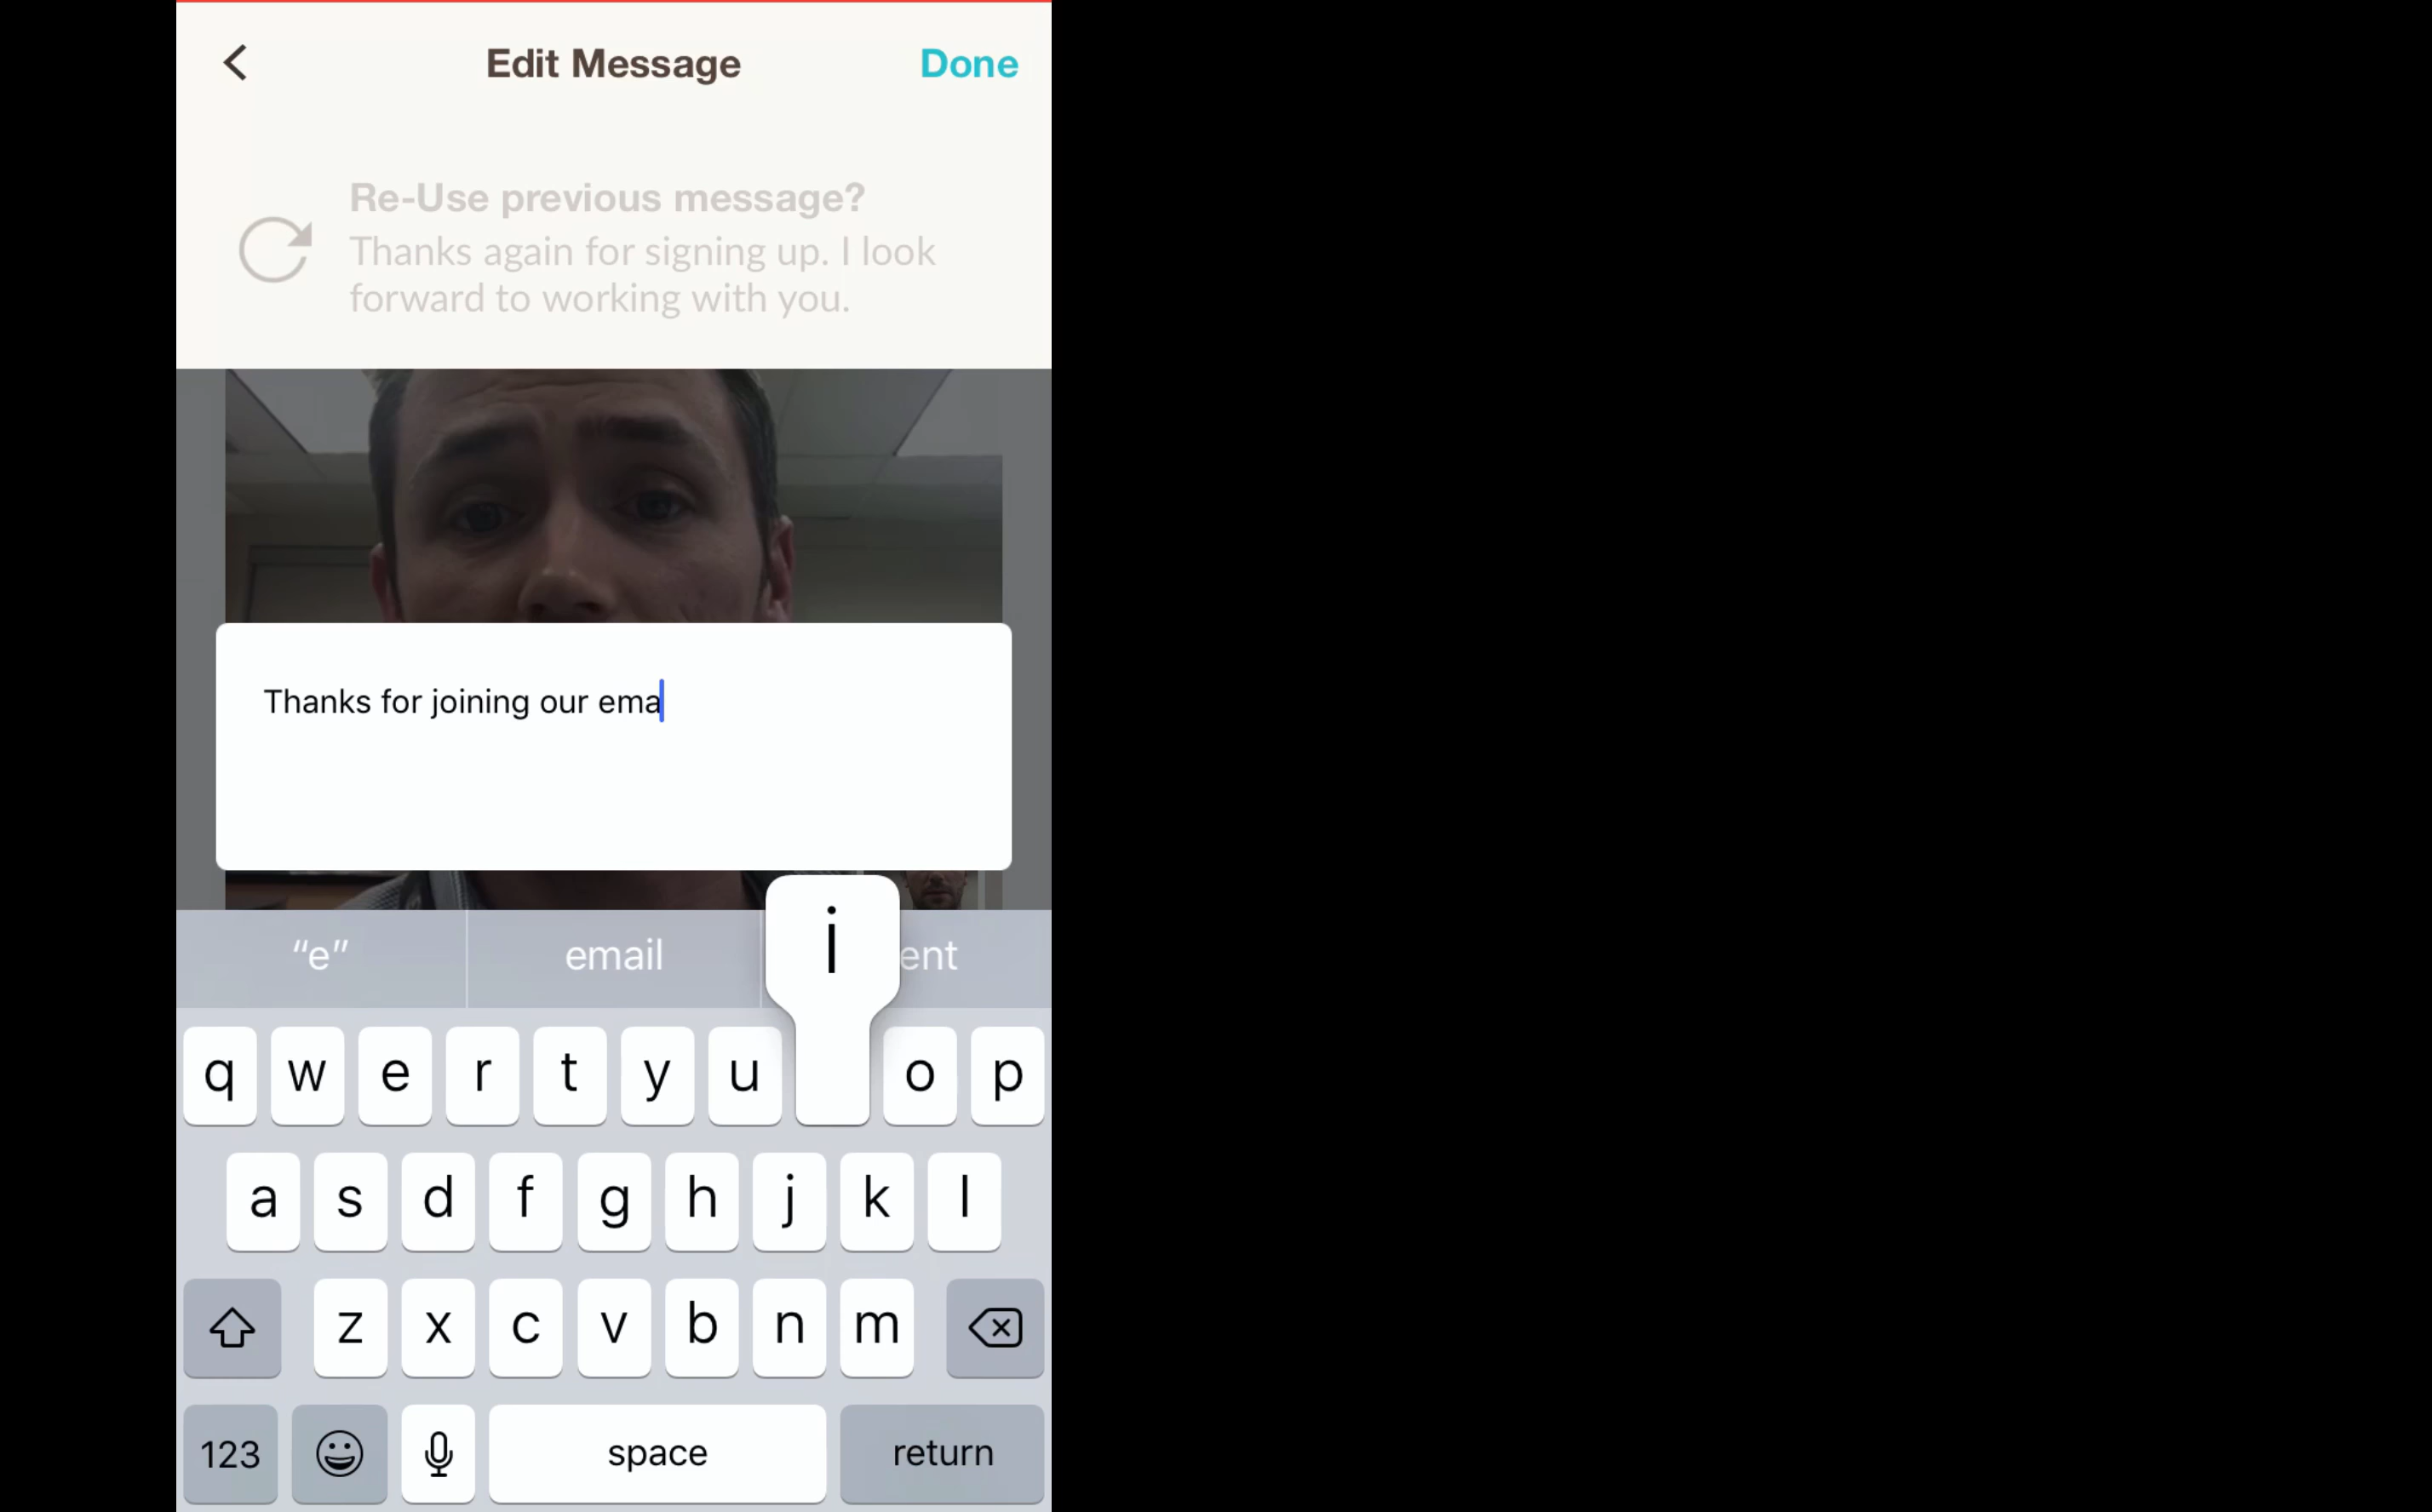 Edit Message
Done
Re-Use previous message?
Thanks again for signing up. I look
forward to working with you.
Thanks for joining our ema
“e”
email
ent
i
q w e r t y u o p
a s d f g h j k l
z x c v b n m
123
space
return